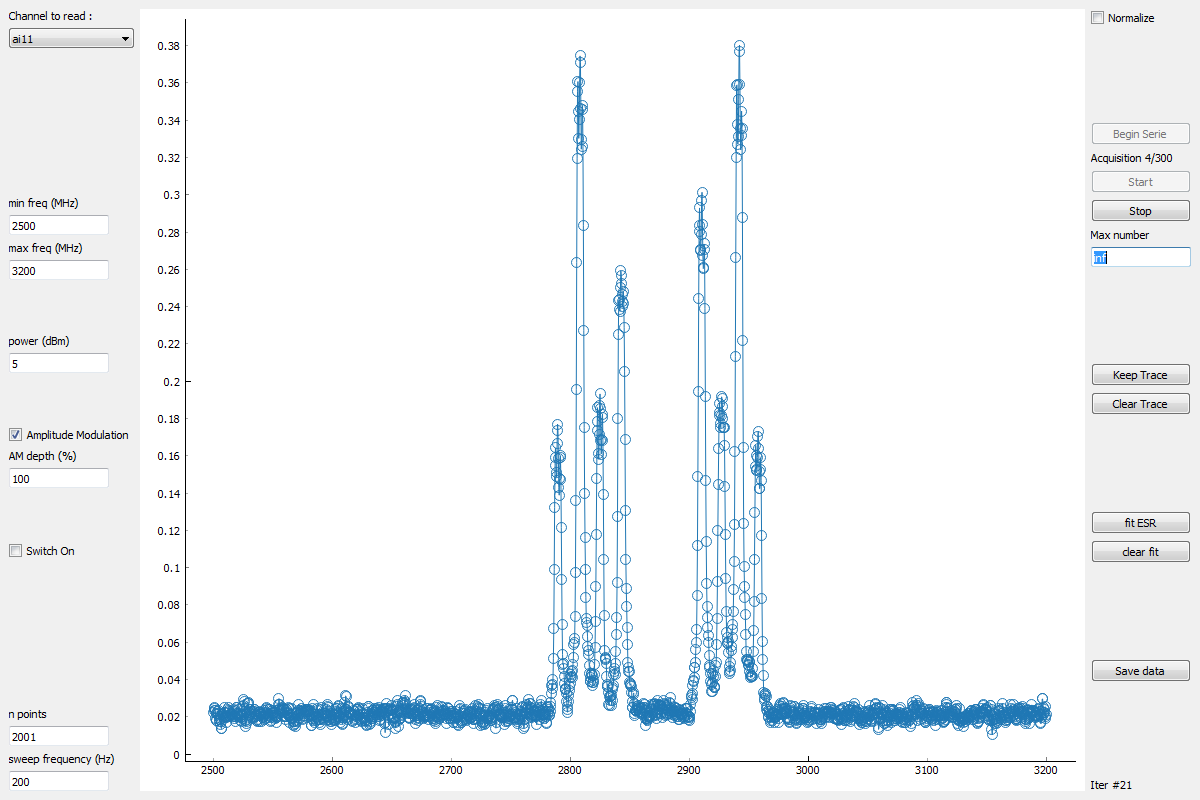 Channel to read :
ai11
min freq (MHz)
2500
max freq (MHz)
3200
power (dBm)
5
Amplitude Modulation
AM depth (%)
100
Switch On
n points
2001
sweep frequency (Hz)
200
0.38
0.36
0.34
0.32
0.3
0.28
0.26
0.24
0.22
0.2
0.18
0.16
0.14
0.12
0.1
0.08
0.06
0.04
0.02
0
2500 2600 2700 2800 2900 3000 3100 3200
Normalize
Begin Serie
Acquisition 4/300
Start
Stop
Max number
inf
Keep Trace
Clear Trace
fit ESR
clear fit
Save data
Iter #21